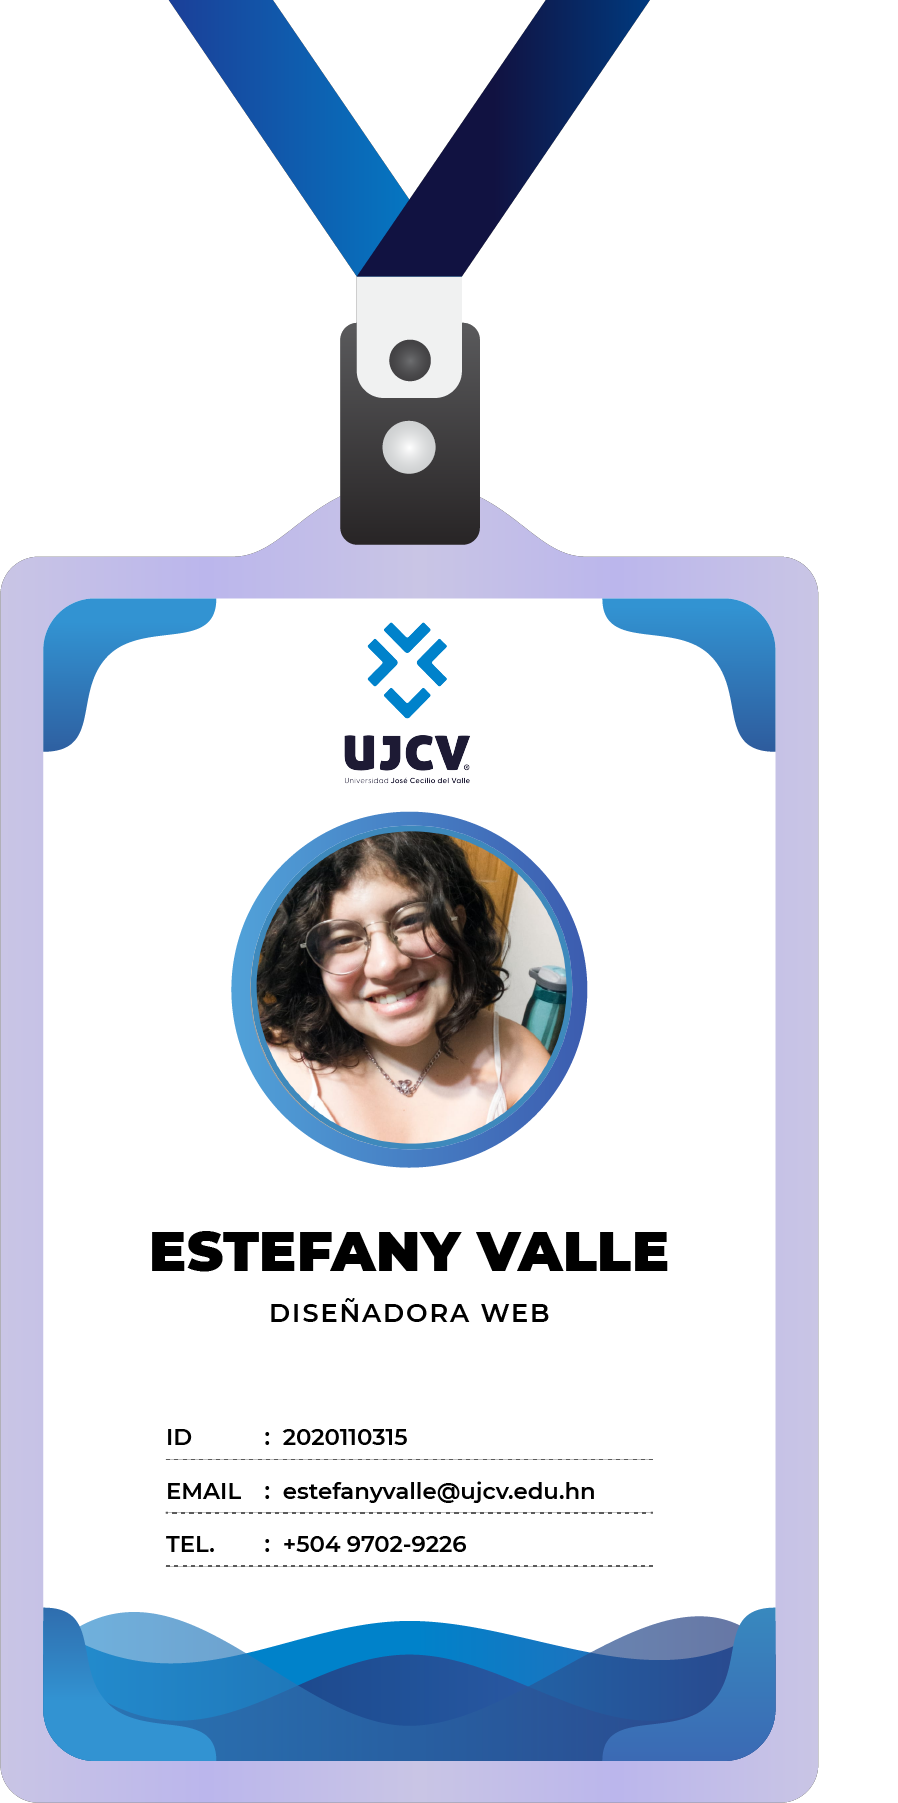 UJCV®
Universidad José Cecilio del Valle
ESTEFANY VALLE
DISEÑADORA WEB
ID : 2020110315
EMAIL : estefanyvalle@ujcv.edu.hn
TEL. : +504 9702-9226